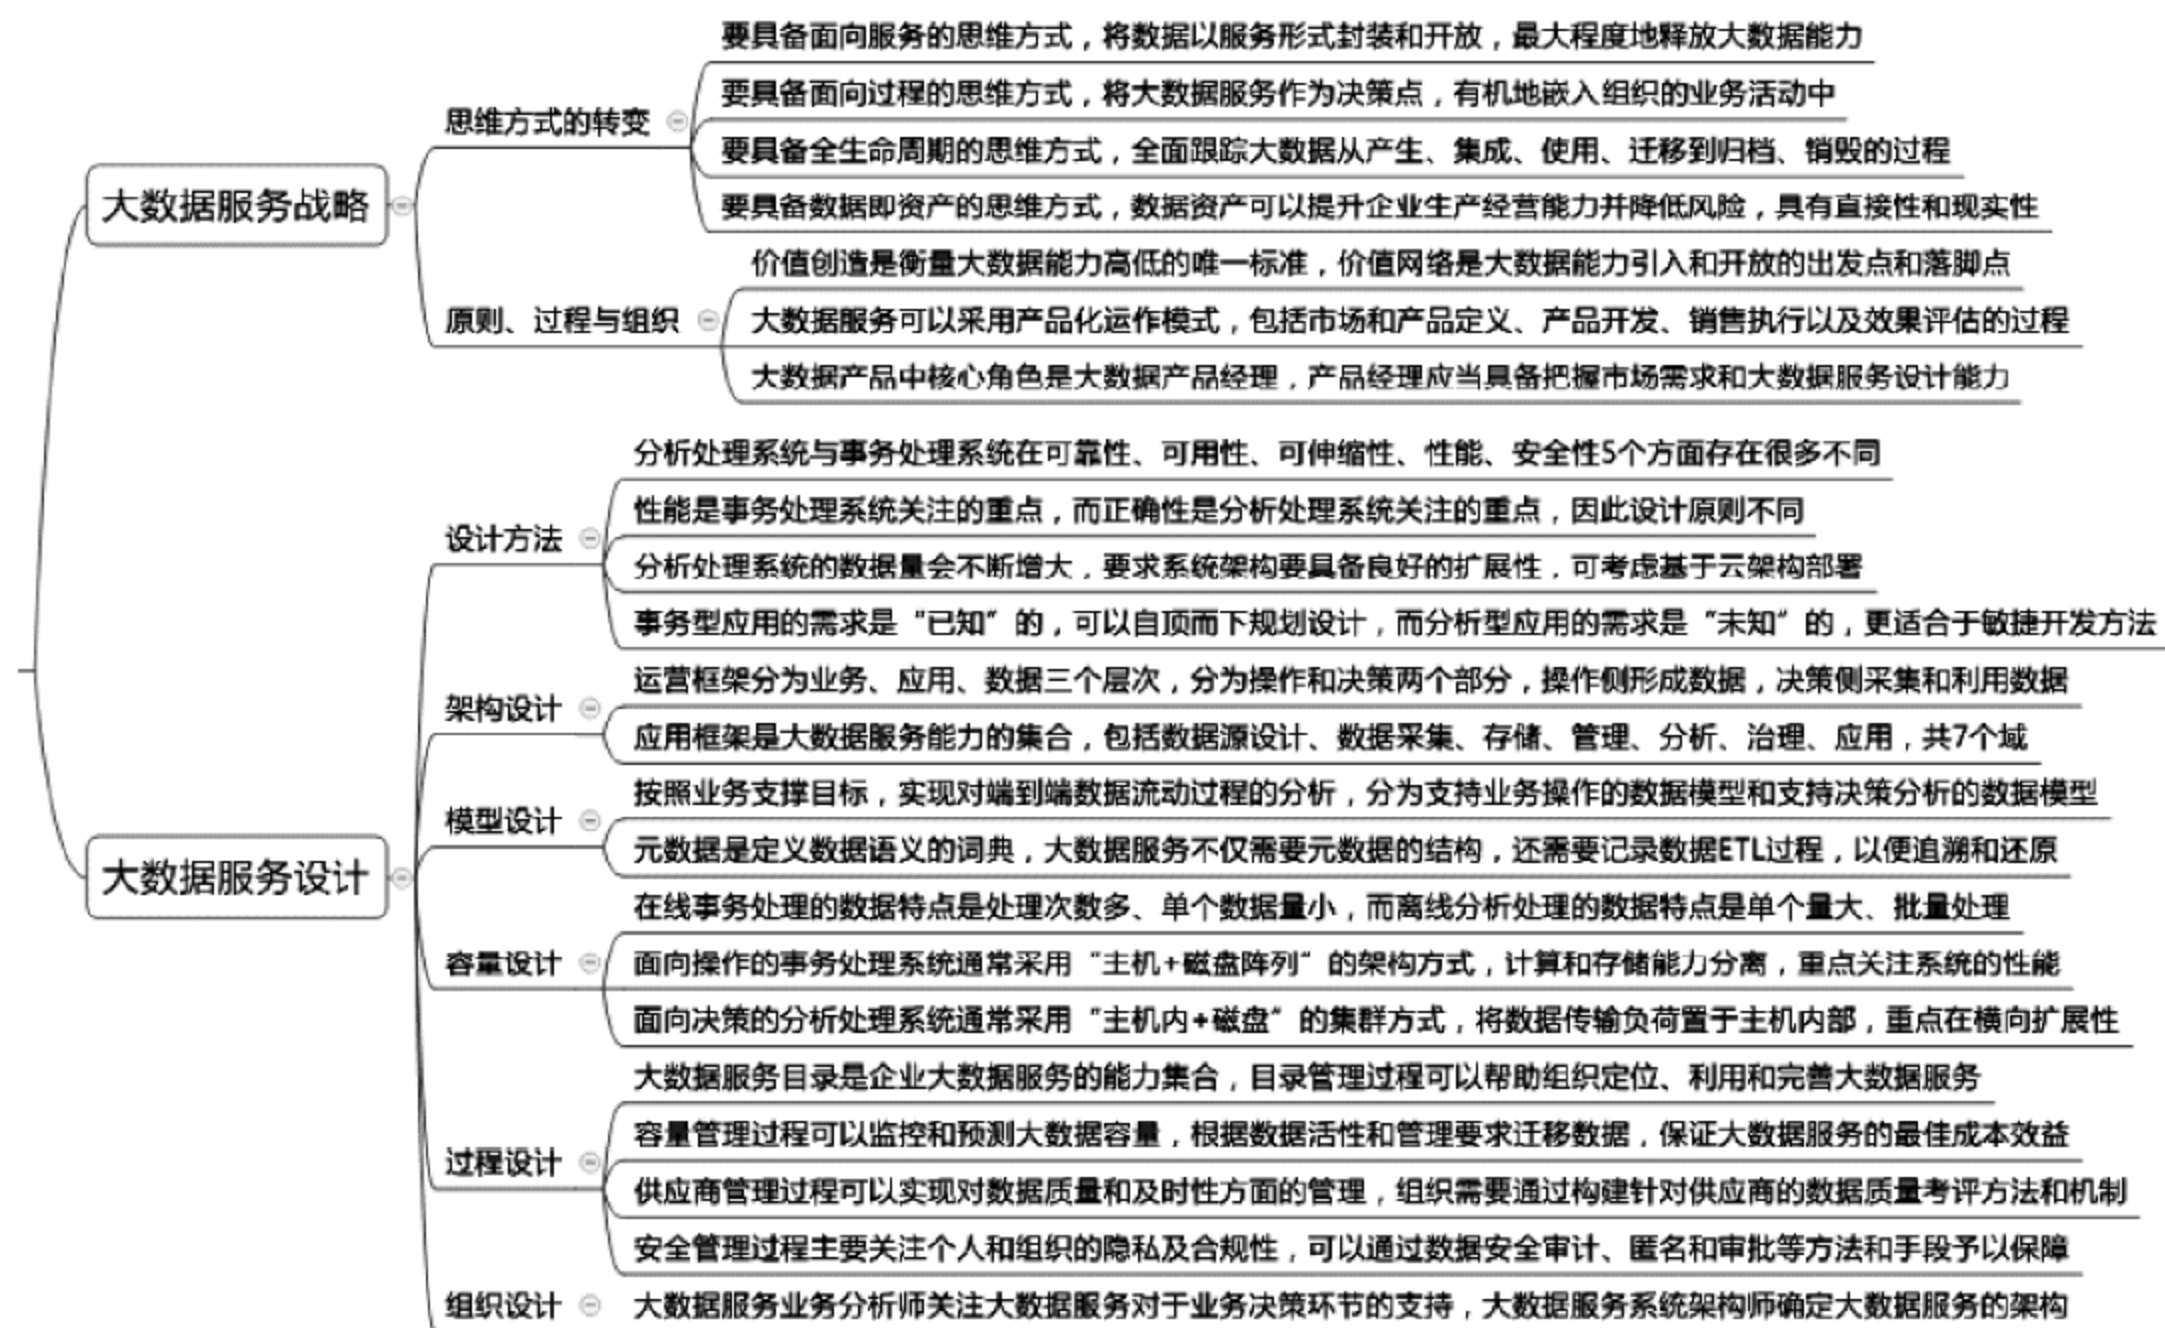 大数据服务战略
思维方式的转变
要具备面向服务的思维方式，将数据以服务形式封装和开放，最大程度地释放大数据能力
要具备面向过程的思维方式，将大数据服务作为决策点，有机地嵌入组织的业务活动中
要具备全生命周期的思维方式，全面跟踪大数据从产生、集成、使用、迁移到归档、销毁的过程
要具备数据即资产的思维方式，数据资产可以提升企业生产经营能力并降低风险，具有直接性和现实性
原则、过程与组织
价值创造是衡量大数据能力高低的唯一标准，价值网络是大数据能力引入和开放的出发点和落脚点
大数据服务可以采用产品化运作模式，包括市场和产品定义、产品开发、销售执行以及效果评估的过程
大数据产品中核心角色是大数据产品经理，产品经理应当具备把握市场需求和大数据服务设计能力
大数据服务设计
设计方法
分析处理系统与事务处理系统在可靠性、可用性、可伸缩性、性能、安全性5个方面存在很多不同
性能是事务处理系统关注的重点，而正确性是分析处理系统关注的重点，因此设计原则不同
分析处理系统的数据量会不断增大，要求系统架构要具备良好的扩展性，可考虑基于云架构部署
事务型应用的需求是“已知”的，可以自顶而下规划设计，而分析型应用的需求是“未知”的，更适合于敏捷开发方法
架构设计
运营框架分为业务、应用、数据三个层次，分为操作和决策两个部分，操作侧形成数据，决策侧采集和利用数据
应用框架是大数据服务能力的集合，包括数据源设计、数据采集、存储、管理、分析、治理、应用，共7个域
模型设计
按照业务支撑目标，实现对端到端数据流动过程的分析，分为支持业务操作的数据模型和支持决策分析的数据模型
元数据是定义数据语义的词典，大数据服务不仅需要元数据的结构，还需要记录数据ETL过程，以便追溯和还原
容量设计
在线事务处理的数据特点是处理次数多、单个数据量小，而离线分析处理的数据特点是单个量大、批量处理
面向操作的事务处理系统通常采用“主机+磁盘阵列”的架构方式，计算和存储能力分离，重点关注系统的性能
面向决策的分析处理系统通常采用“主机内+磁盘”的集群方式，将数据传输负荷置于主机内部，重点在横向扩展性
过程设计
大数据服务目录是企业大数据服务的能力集合，目录管理过程可以帮助组织定位、利用和完善大数据服务
容量管理过程可以监控和预测大数据容量，根据数据活性和管理要求迁移数据，保证大数据服务的最佳成本效益
供应商管理过程可以实现对数据质量和及时性方面的管理，组织需要通过构建针对供应商的数据质量考评方法和机制
安全管理过程主要关注个人和组织的隐私及合规性，可以通过数据安全审计、匿名和审批等方法和手段予以保障
组织设计
大数据服务业务分析师关注大数据服务对于业务决策环节的支持，大数据服务系统架构师确定大数据服务的架构